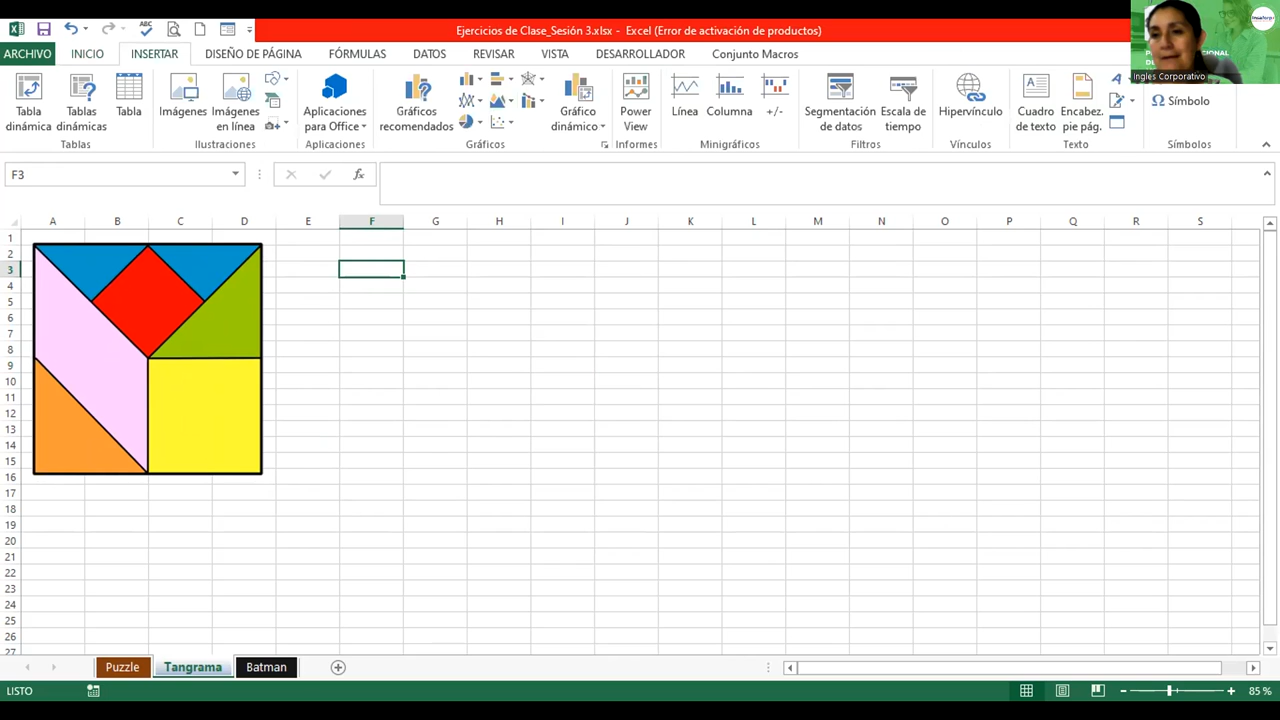 Ejercicios de Clase_Sesión 3.xlsx - Excel (Error de activación de productos)
ARCHIVO INICIO INSERTAR DISEÑO DE PÁGINA FÓRMULAS DATOS REVISAR VISTA DESARROLLADOR Conjunto Macros
Ingles Corporativo
Tabla dinámica
Tablas dinámicas
Tabla
Imágenes
Imágenes en línea
Aplicaciones para Office
Gráficos recomendados
Gráfico dinámico
Power View
Línea
Columna
+/-
Segmentación de datos
Escala de tiempo
Hipervínculo
Cuadro de texto
Encabez. pie pág.
Símbolo
Tablas Ilustraciones Aplicaciones Gráficos Informes Minigráficos Filtros Vínculos Texto Símbolos
F3 fx
A B C D E F G H I J K L M N O P Q R S
1
2
3
4
5
6
7
8
9
10
11
12
13
14
15
16
17
18
19
20
21
22
23
24
25
26
27
Puzzle Tangrama Batman
LISTO 85 %